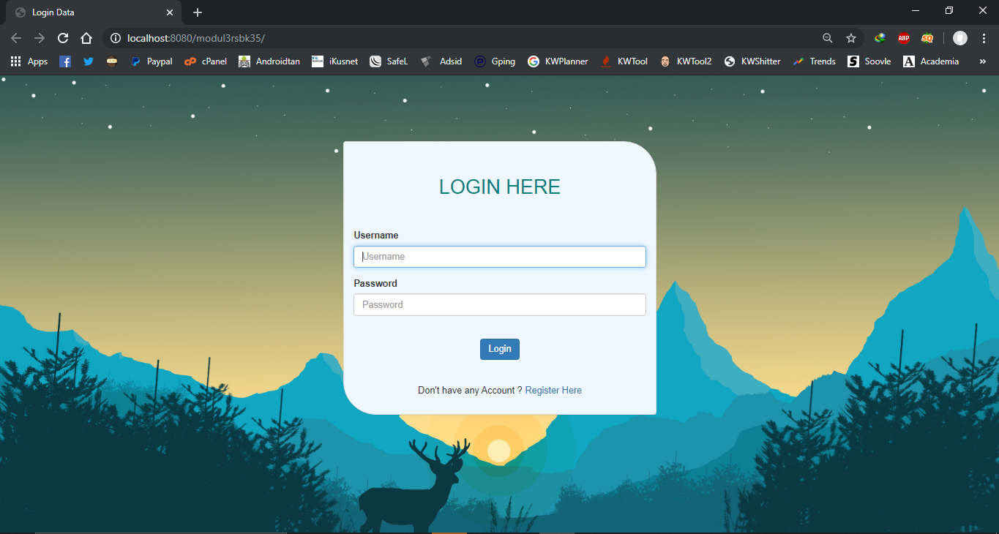 Login Data
localhost:8080/modul3rsbk35/
ABP SQ
Apps Paypal cPanel Androidtan iKusnet SafeL Adsid Gping KWPlanner KWTool KWTool2 KWShitter Trends Soovle Academia »
LOGIN HERE
Username
Username
Password
Password
Login
Don't have any Account ? Register Here